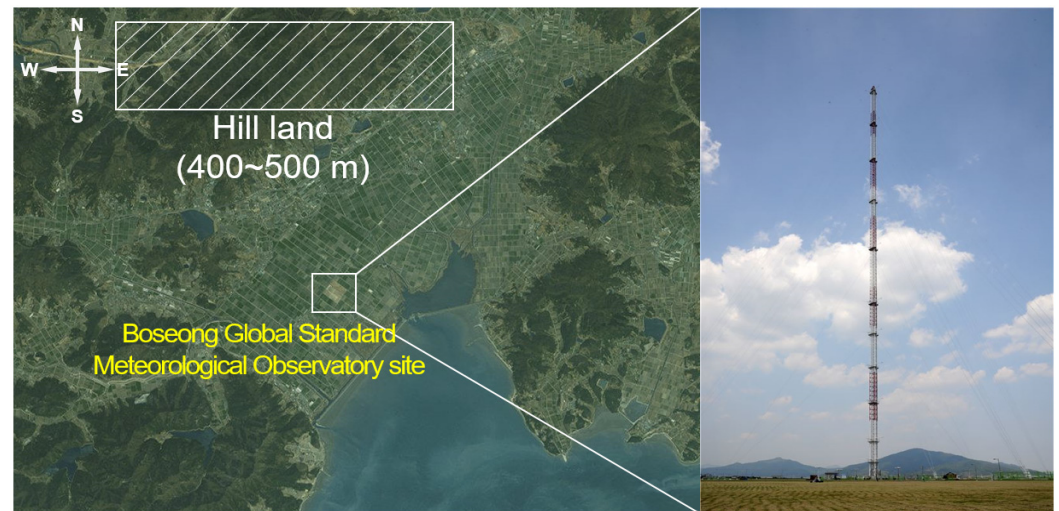 N
W E
S
Hill land
(400~500 m)
Boseong Global Standard
Meteorological Observatory site